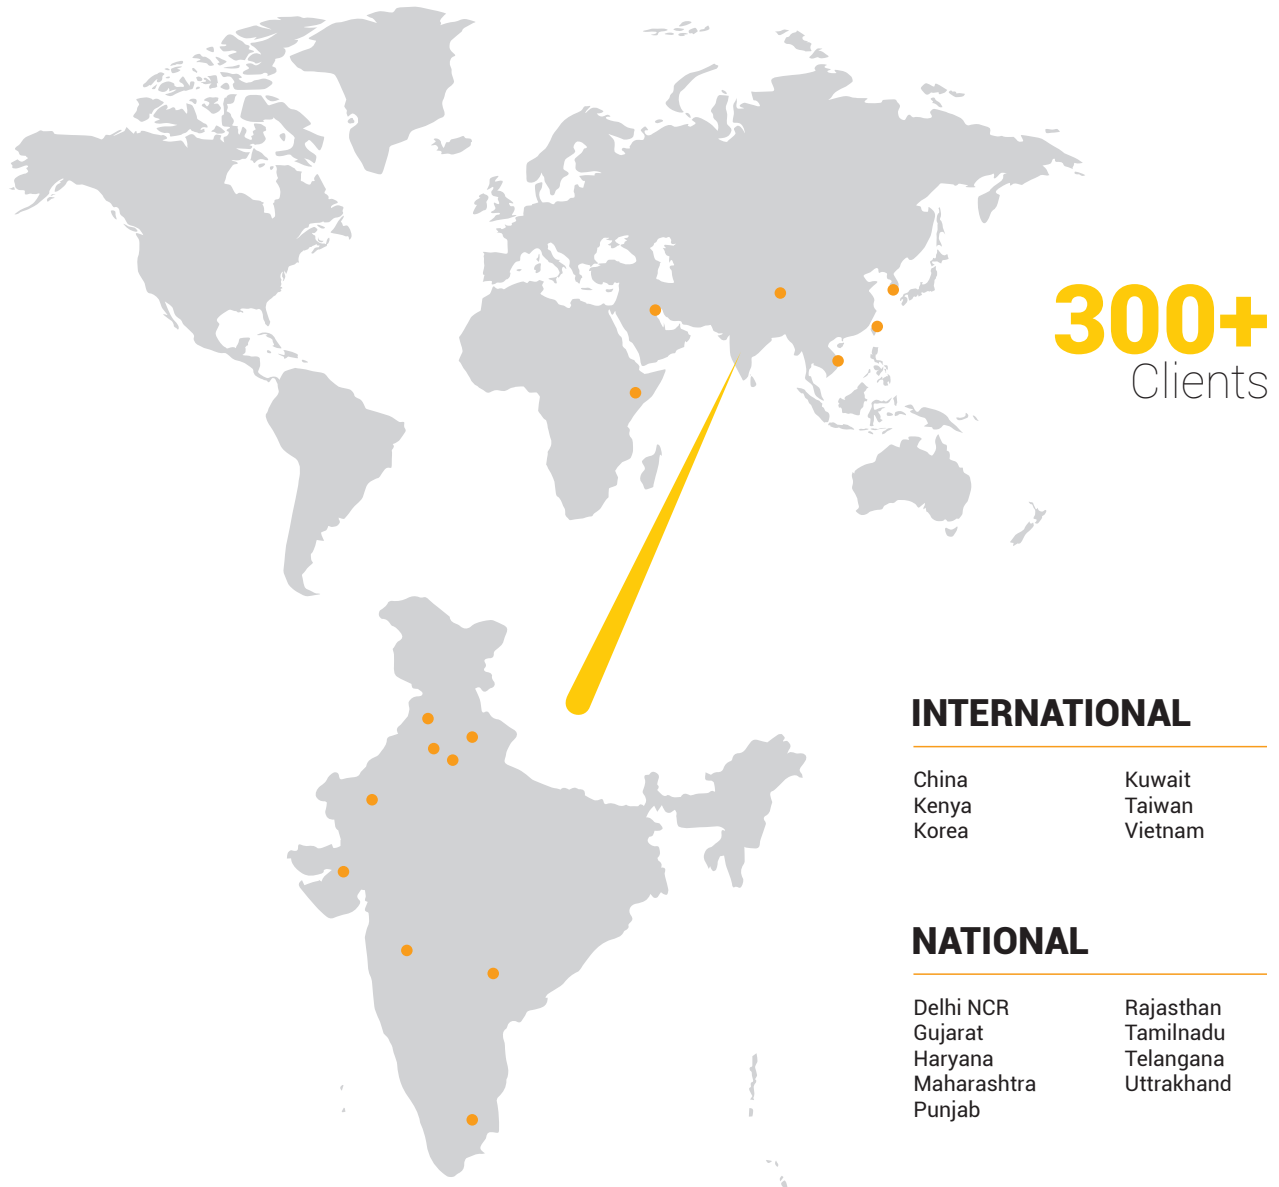 300+
Clients
INTERNATIONAL
China
Kenya
Korea
Kuwait
Taiwan
Vietnam
NATIONAL
Delhi NCR
Gujarat
Haryana
Maharashtra
Punjab
Rajasthan
Tamilnadu
Telangana
Uttrakhand